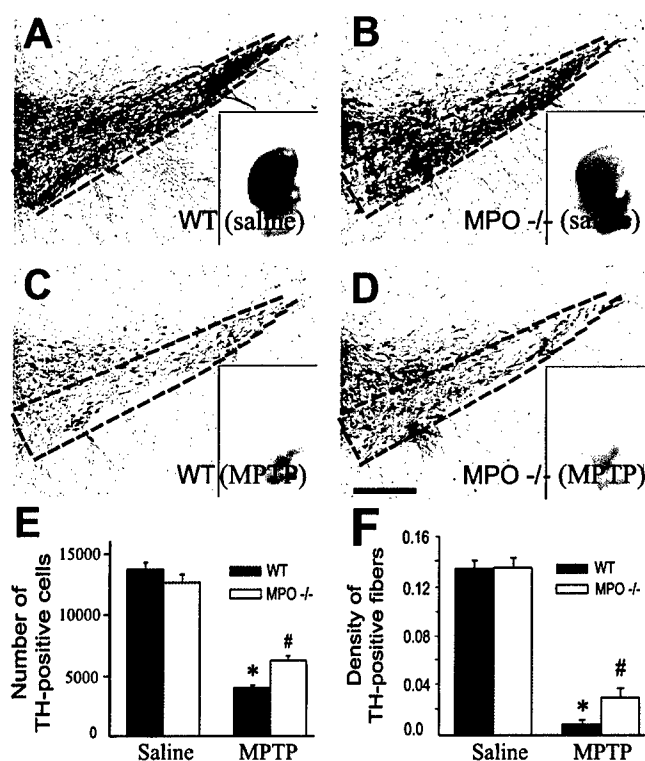 A
B
WT (saline)
MPO -/- (saline)
C
D
WT (MPTP)
MPO -/- (MPTP)
E
Number of
TH-positive cells
15000
10000
5000
0
WT
MPO -/-
*
#
Saline
MPTP
F
Density of
TH-positive fibers
0.16
0.12
0.08
0.04
0.0
WT
MPO -/-
*
#
Saline
MPTP